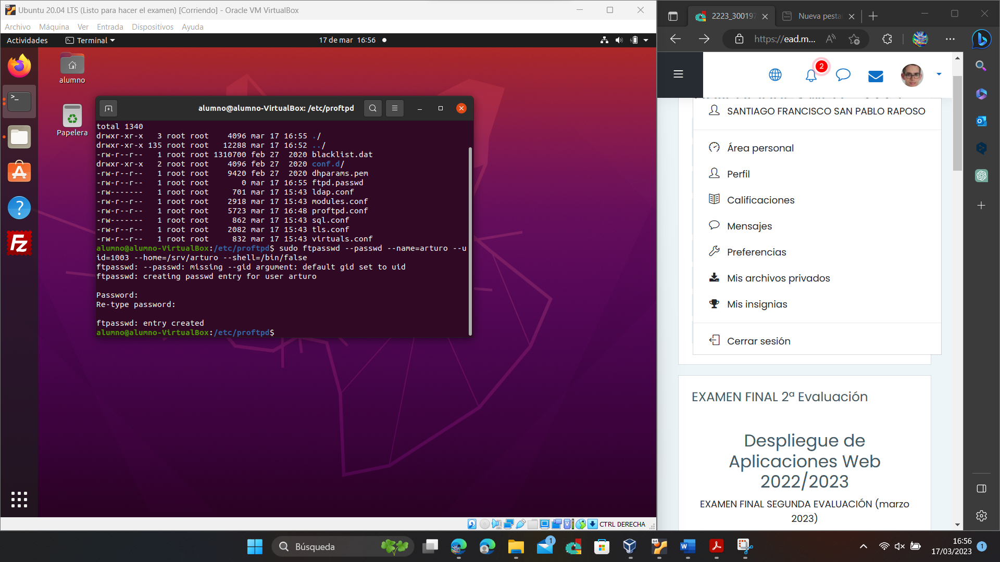 Ubuntu 20.04 LTS (Listo para hacer el examen) [Corriendo] - Oracle VM VirtualBox
Archivo Máquina Ver Entrada Dispositivos Ayuda
Actividades Terminal 17 de mar 16:56
alumno
Papelera
alumno@alumno-VirtualBox: /etc/proftpd
total 1340
drwxr-xr-x   3 root root    4096 mar 17 16:55 ./
drwxr-xr-x 135 root root   12288 mar 17 16:52 ../
-rw-r--r--   1 root root 1310700 feb 27  2020 blacklist.dat
drwxr-xr-x   2 root root    4096 feb 27  2020 conf.d/
-rw-r--r--   1 root root    9420 feb 27  2020 dhparams.pem
-rw-r--r--   1 root root       0 mar 17 16:55 ftpd.passwd
-rw-------   1 root root     701 mar 17 15:43 ldap.conf
-rw-r--r--   1 root root    2918 mar 17 15:43 modules.conf
-rw-r--r--   1 root root    5723 mar 17 16:48 proftpd.conf
-rw-------   1 root root     862 mar 17 15:43 sql.conf
-rw-r--r--   1 root root    2082 mar 17 15:43 tls.conf
-rw-r--r--   1 root root     832 mar 17 15:43 virtuals.conf
alumno@alumno-VirtualBox:/etc/proftpd$ sudo ftpasswd --passwd --name=arturo --u
id=1003 --home=/srv/arturo --shell=/bin/false
ftpasswd: --passwd: missing --gid argument: default gid set to uid
ftpasswd: creating passwd entry for user arturo
Password:
Re-type password:
ftpasswd: entry created
alumno@alumno-VirtualBox:/etc/proftpd$
CTRL DERECHA
2223_300197
Nueva pesta
https://ead.m...
2
SANTIAGO FRANCISCO SAN PABLO RAPOSO
Área personal
Perfil
Calificaciones
Mensajes
Preferencias
Mis archivos privados
Mis insignias
Cerrar sesión
EXAMEN FINAL 2ª Evaluación
Despliegue de
Aplicaciones Web
2022/2023
EXAMEN FINAL SEGUNDA EVALUACIÓN (marzo
2023)
Búsqueda
1
64
16:56
17/03/2023
1